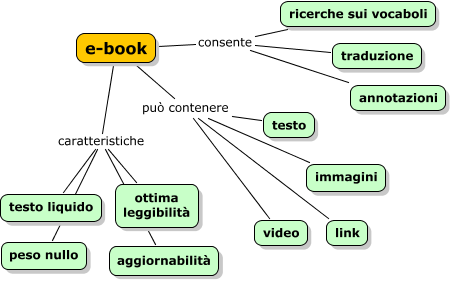 ricerche sui vocaboli
e-book
consente
traduzione
annotazioni
può contenere
testo
caratteristiche
immagini
ottima
leggibilità
testo liquido
video
link
peso nullo
aggiornabilità